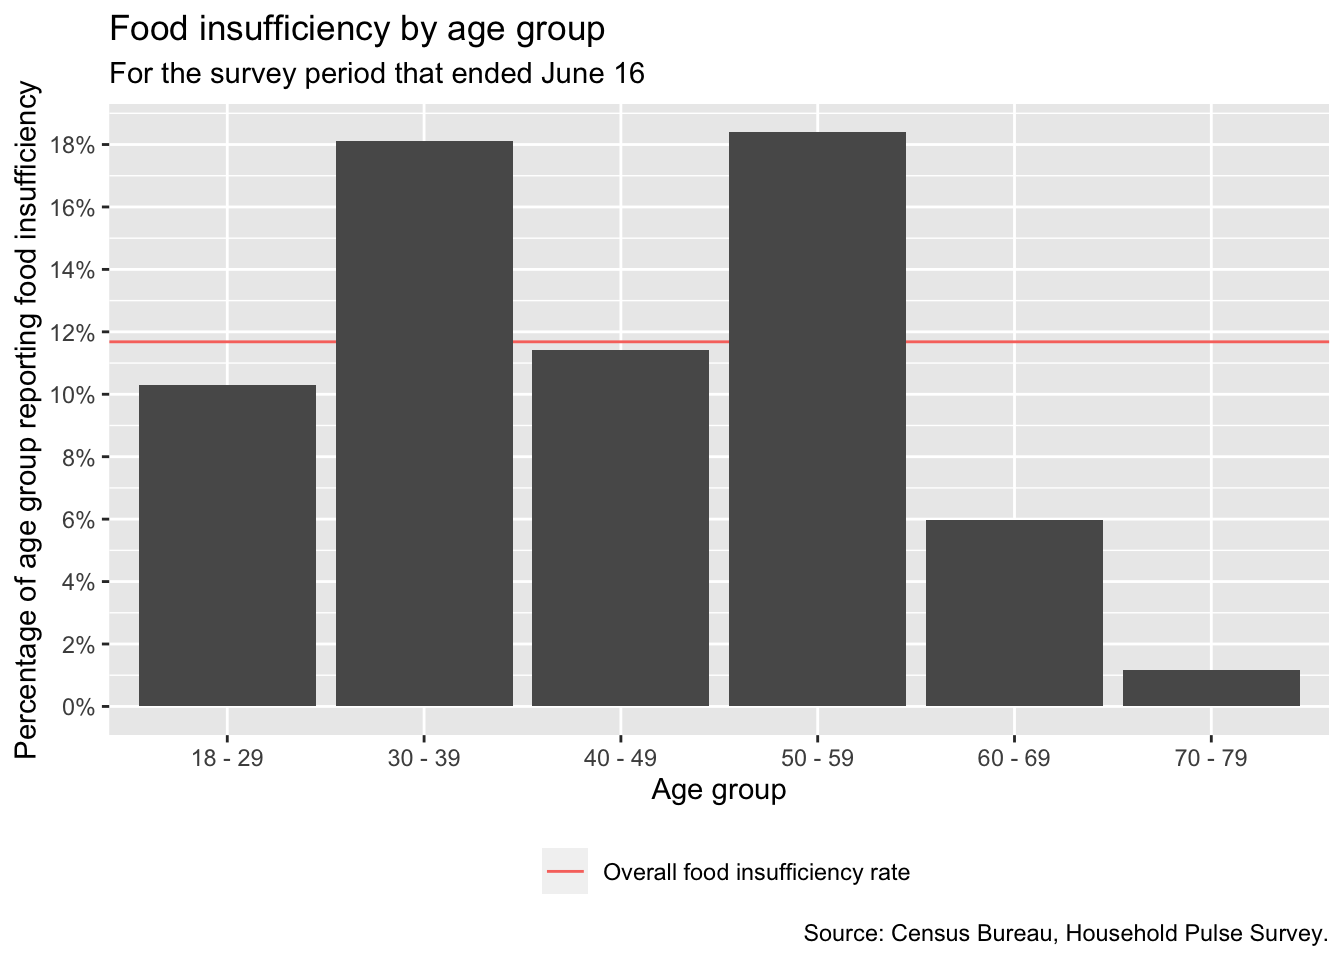 Food insufficiency by age group
For the survey period that ended June 16
Percentage of age group reporting food insufficiency
18%
16%
14%
12%
10%
8%
6%
4%
2%
0%
18 - 29
30 - 39
40 - 49
50 - 59
60 - 69
70 - 79
Age group
Overall food insufficiency rate
Source: Census Bureau, Household Pulse Survey.